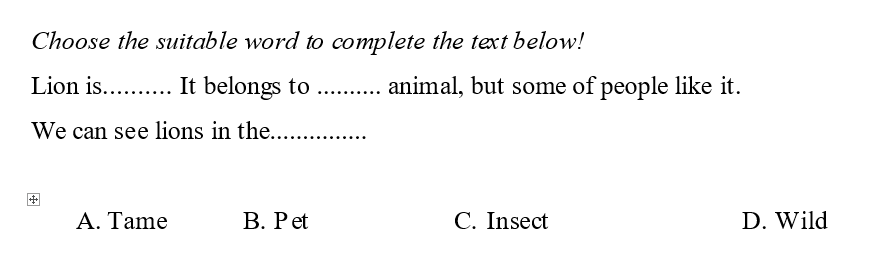 Choose the suitable word to complete the text below!
Lion is.......... It belongs to .......... animal, but some of people like it.
We can see lions in the...............
A. Tame B. Pet C. Insect D. Wild